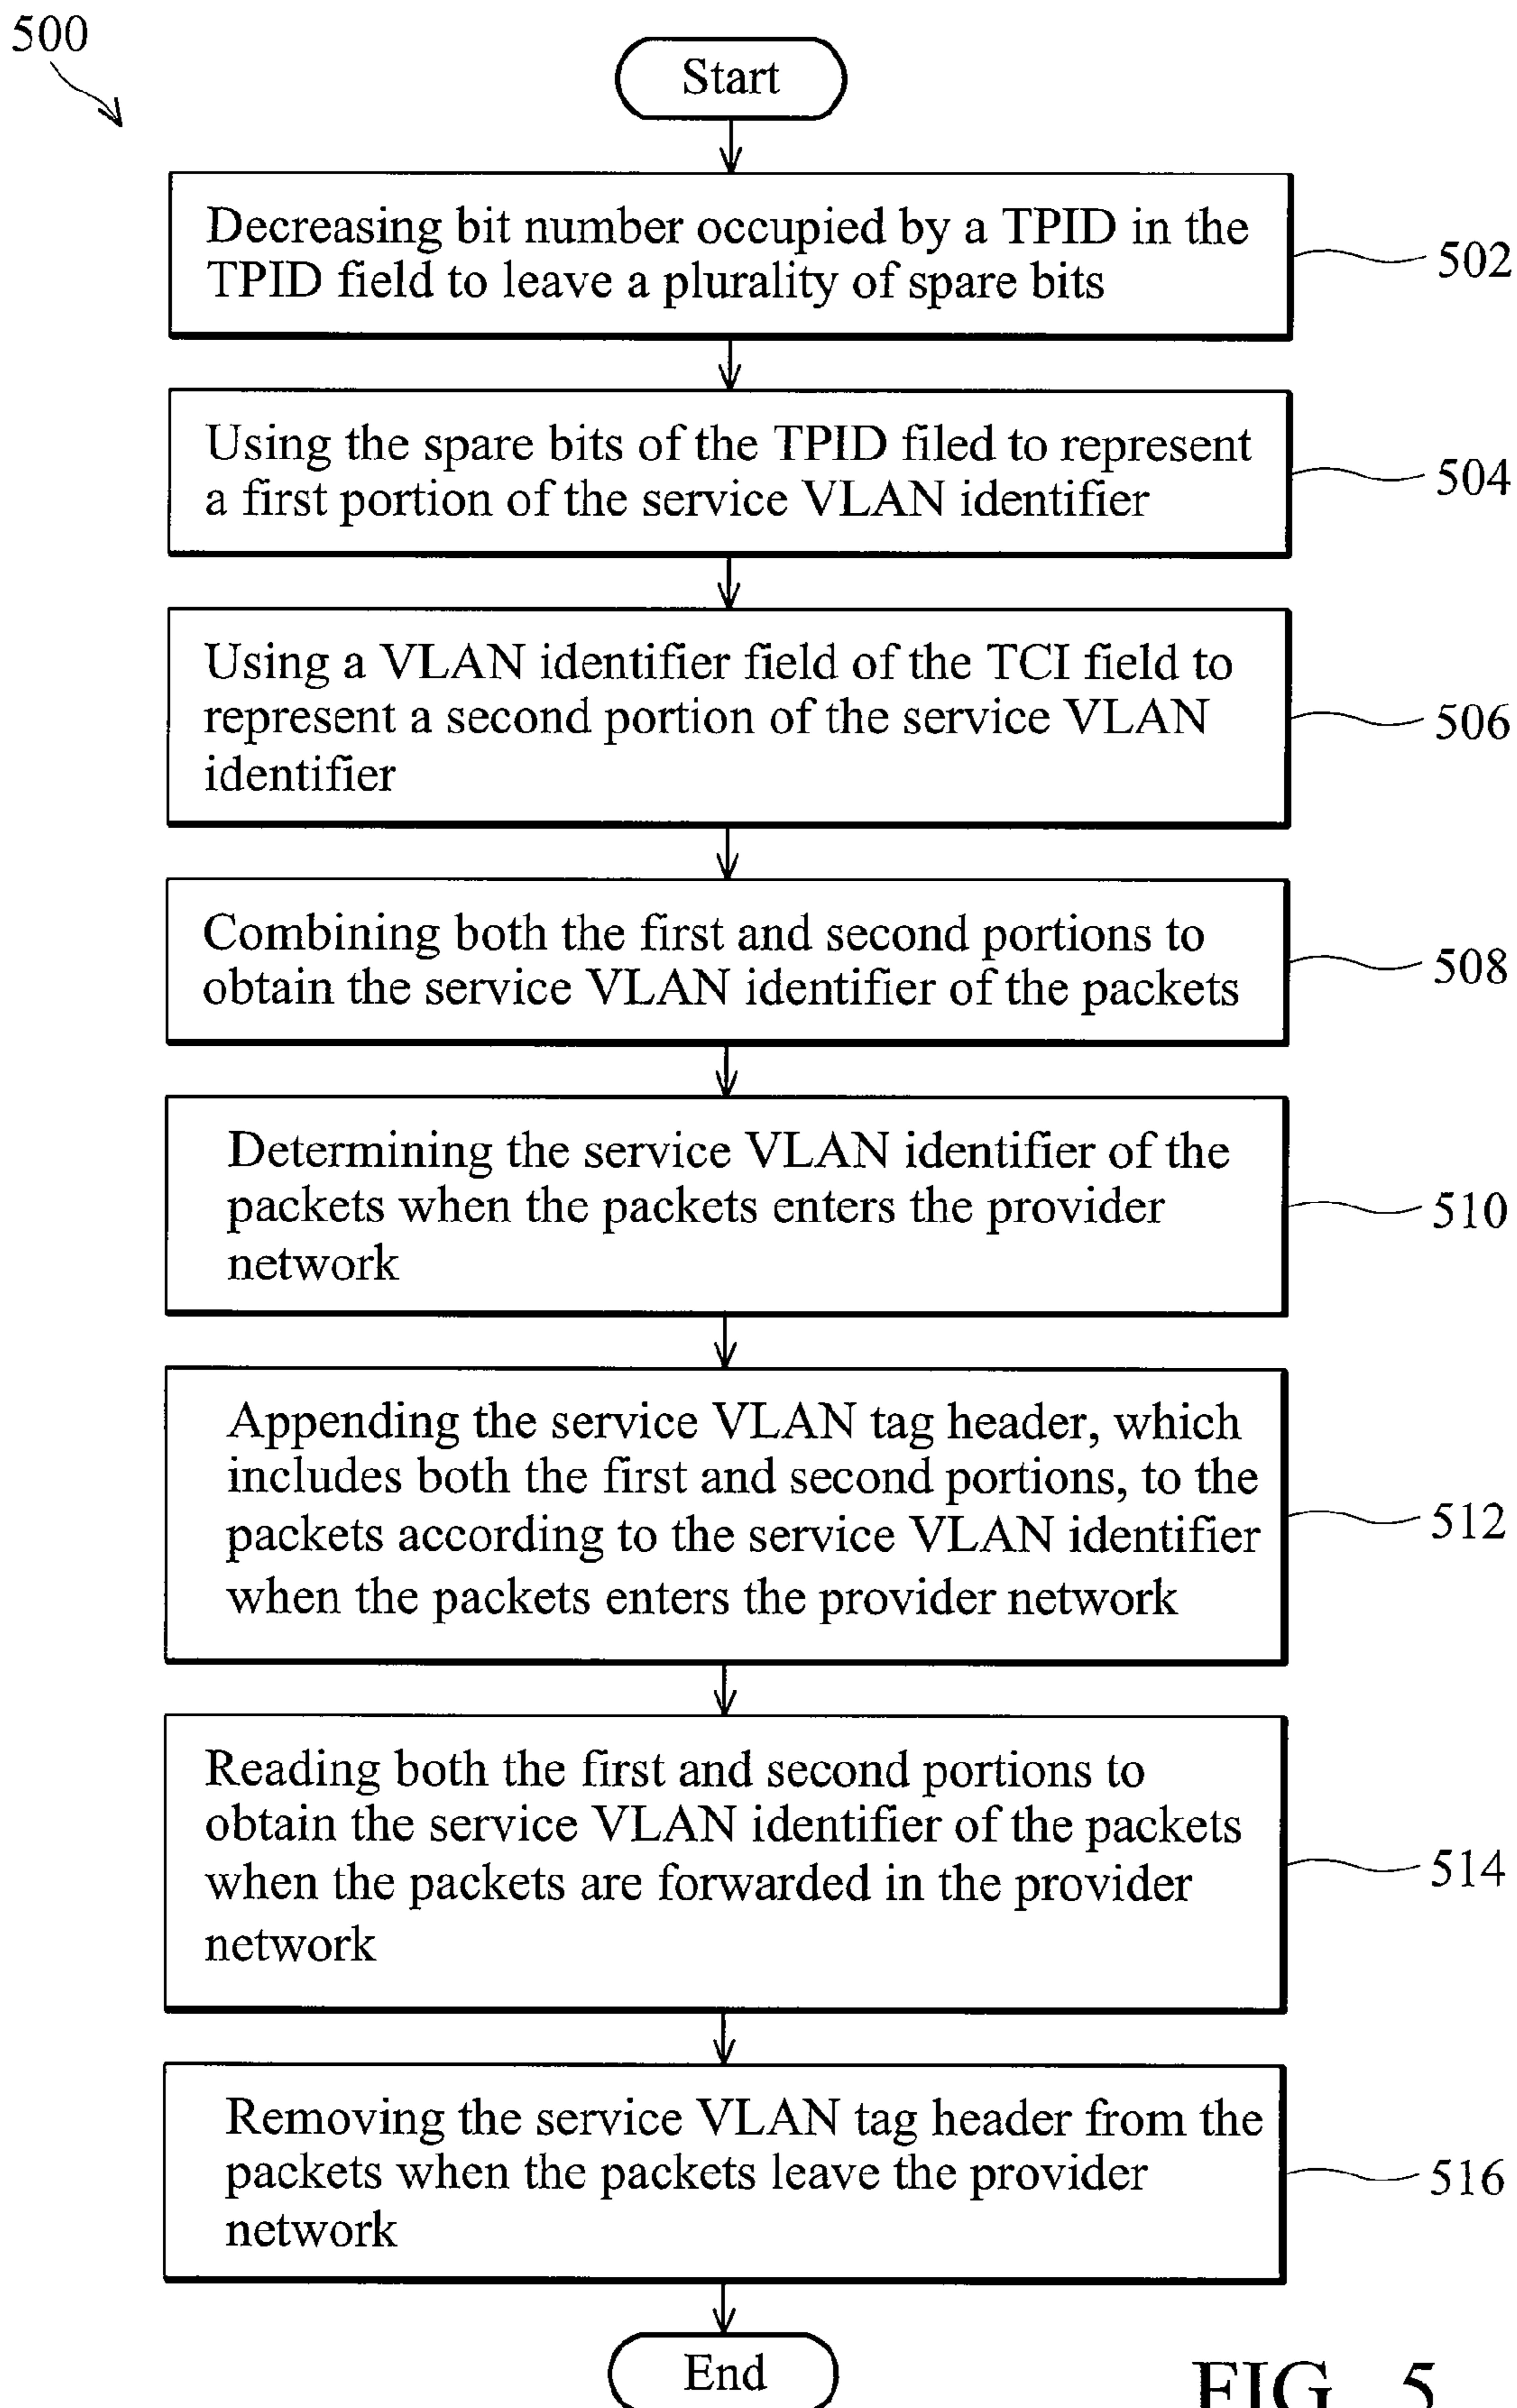 500
Start
Decreasing bit number occupied by a TPID in the
TPID field to leave a plurality of spare bits
502
Using the spare bits of the TPID filed to represent
a first portion of the service VLAN identifier
504
Using a VLAN identifier field of the TCI field to
represent a second portion of the service VLAN
identifier
506
Combining both the first and second portions to
obtain the service VLAN identifier of the packets
508
Determining the service VLAN identifier of the
packets when the packets enters the provider
network
510
Appending the service VLAN tag header, which
includes both the first and second portions, to the
packets according to the service VLAN identifier
when the packets enters the provider network
512
Reading both the first and second portions to
obtain the service VLAN identifier of the packets
when the packets are forwarded in the provider
network
514
Removing the service VLAN tag header from the
packets when the packets leave the provider
network
516
End
FIG. 5